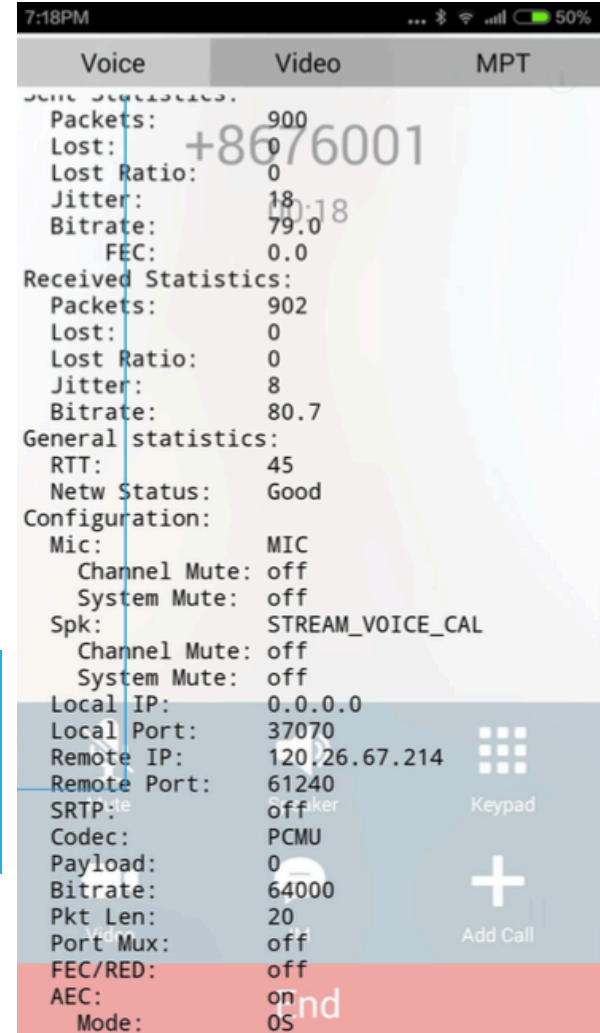 7:18PM ... 50%
Voice Video MPT
Sent Statistics:
Packets: 900
+8676001
Lost: 0
Lost Ratio: 0
Jitter: 18
00:18
Bitrate: 79.0
FEC: 0.0
Received Statistics:
Packets: 902
Lost: 0
Lost Ratio: 0
Jitter: 8
Bitrate: 80.7
General statistics:
RTT: 45
Netw Status: Good
Configuration:
Mic: MIC
Channel Mute: off
System Mute: off
Spk: STREAM_VOICE_CAL
Channel Mute: off
System Mute: off
Local IP: 0.0.0.0
Local Port: 37070
Remote IP: 120.26.67.214
Remote Port: 61240
Mute Speaker Keypad
SRTP: off
Codec: PCMU
Payload: 0
Bitrate: 64000
Pkt Len: 20
Video IM Add Call
Port Mux: off
FEC/RED: off
AEC: on
End
Mode: OS